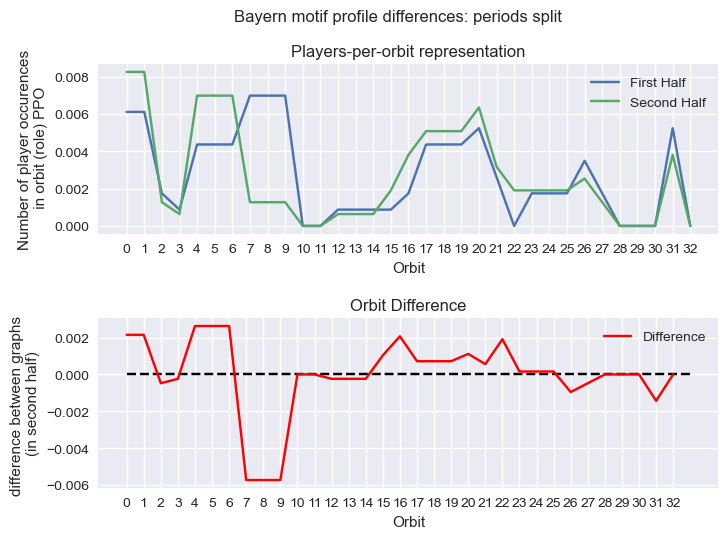 Bayern motif profile differences: periods split
Players-per-orbit representation
Number of player occurences
in orbit (role) PPO
0.008
0.006
0.004
0.002
0.000
First Half
Second Half
0 1 2 3 4 5 6 7 8 9 10 11 12 13 14 15 16 17 18 19 20 21 22 23 24 25 26 27 28 29 30 31 32
Orbit
Orbit Difference
difference between graphs
(in second half)
0.002
0.000
−0.002
−0.004
−0.006
Difference
0 1 2 3 4 5 6 7 8 9 10 11 12 13 14 15 16 17 18 19 20 21 22 23 24 25 26 27 28 29 30 31 32
Orbit